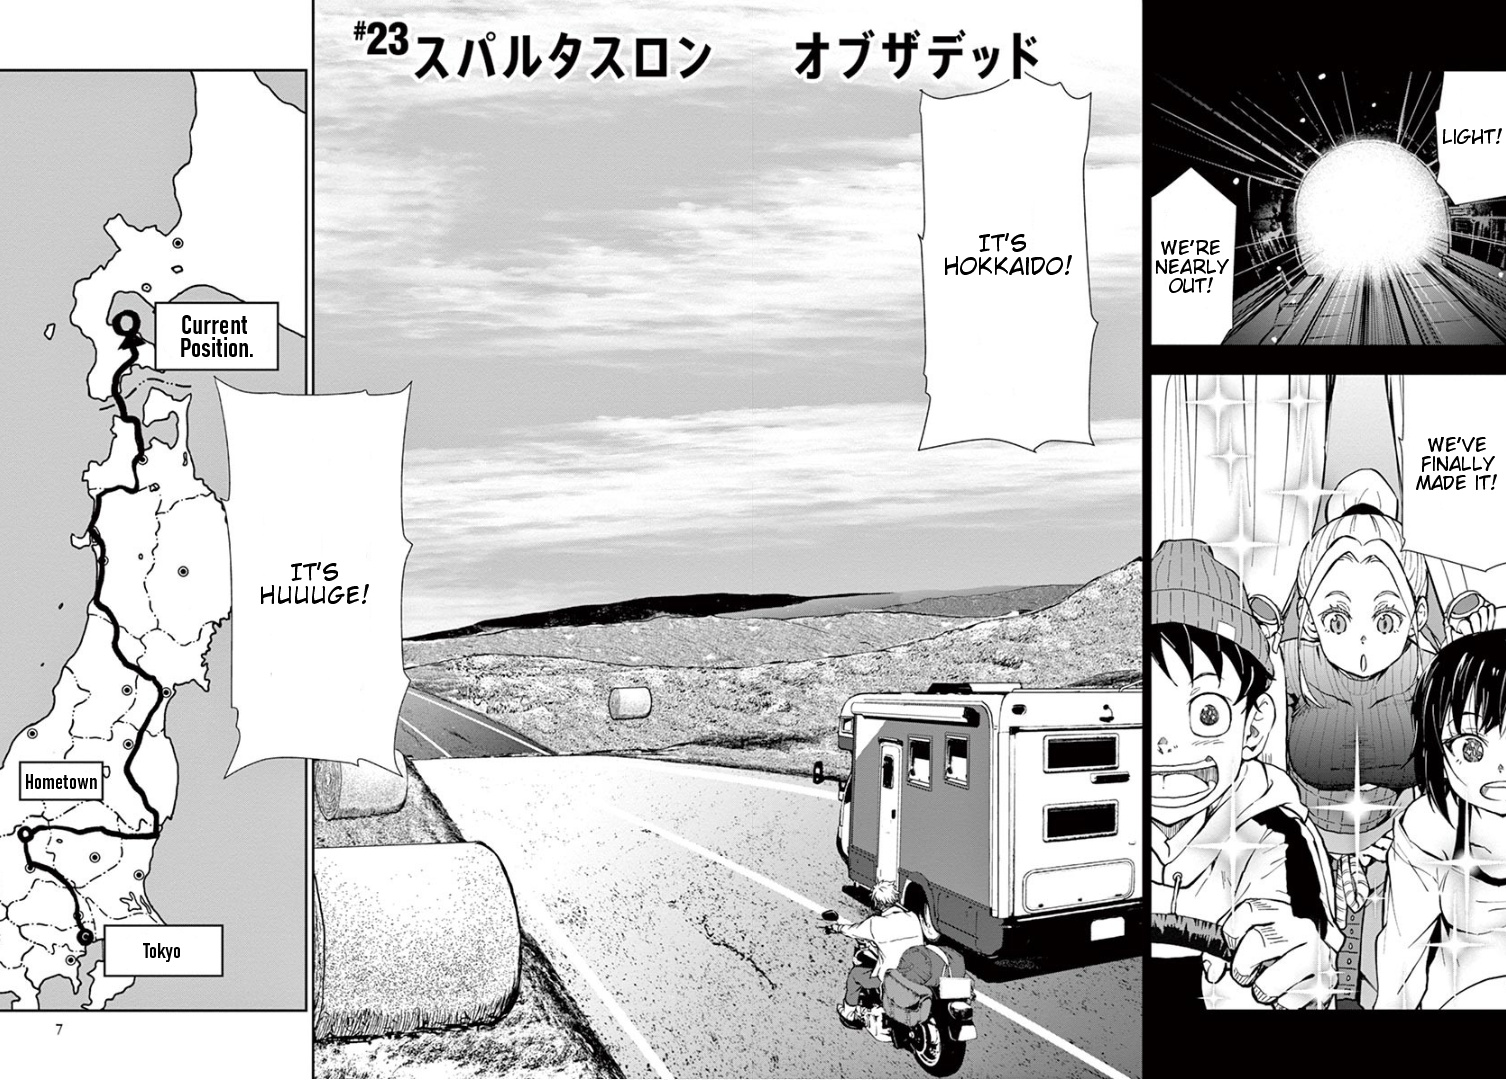 LIGHT!
WE'RE
NEARLY
OUT!
WE'VE
FINALLY
MADE IT!
#23スパルタスロン オブザデッド
IT'S
HOKKAIDO!
IT'S
HUUUGE!
Current
Position.
Hometown
Tokyo
7